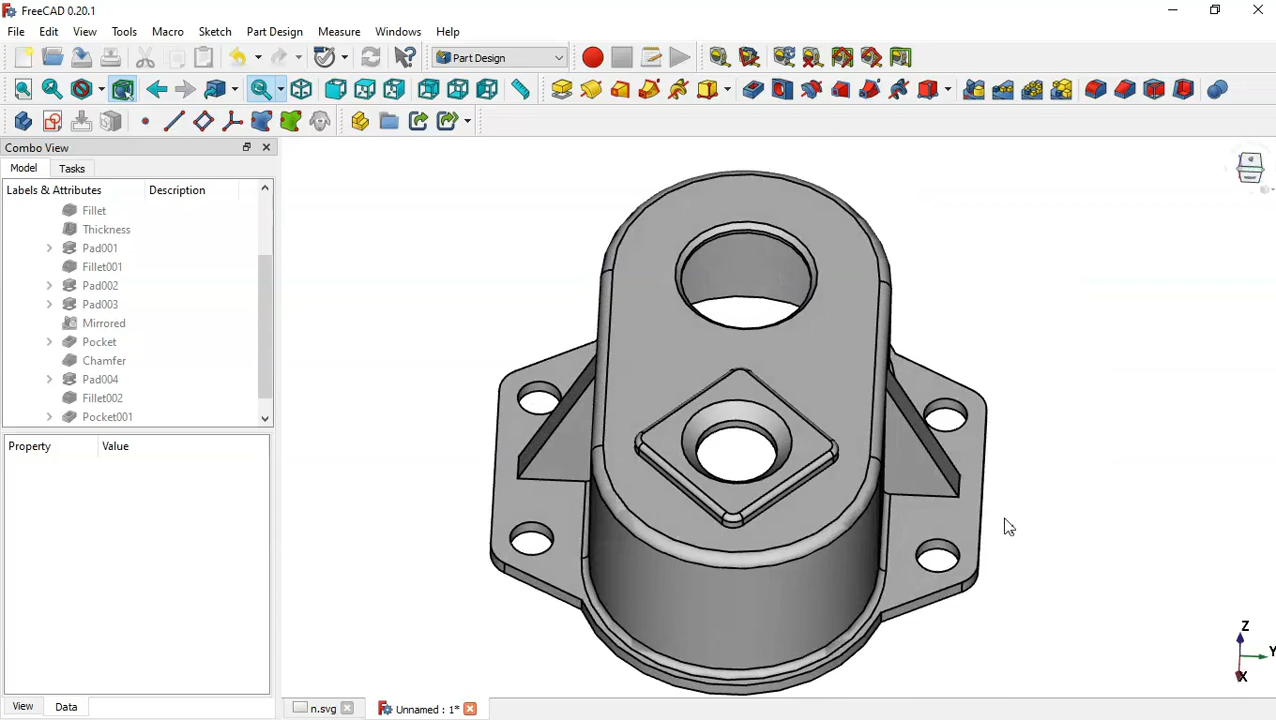 FreeCAD 0.20.1
File Edit View Tools Macro Sketch Part Design Measure Windows Help
Part Design
Combo View
Model Tasks
Labels & Attributes Description
Fillet
Thickness
Pad001
Fillet001
Pad002
Pad003
Mirrored
Pocket
Chamfer
Pad004
Fillet002
Pocket001
Property Value
Z
Y
X
View Data
n.svg
Unnamed : 1*